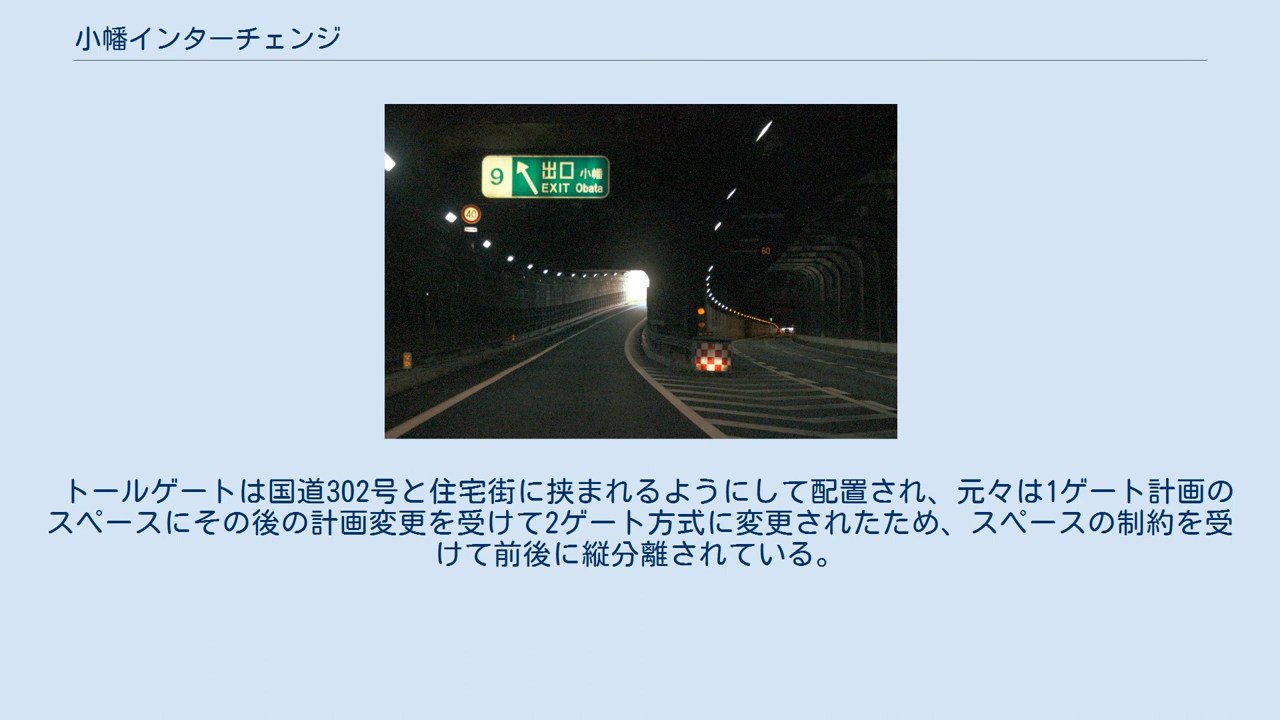 小幡インターチェンジ
9
出口 小幡
EXIT Obata
40
60
トールゲートは国道302号と住宅街に挟まれるようにして配置され、元々は1ゲート計画の
スペースにその後の計画変更を受けて2ゲート方式に変更されたため、スペースの制約を受
けて前後に縦分離されている。